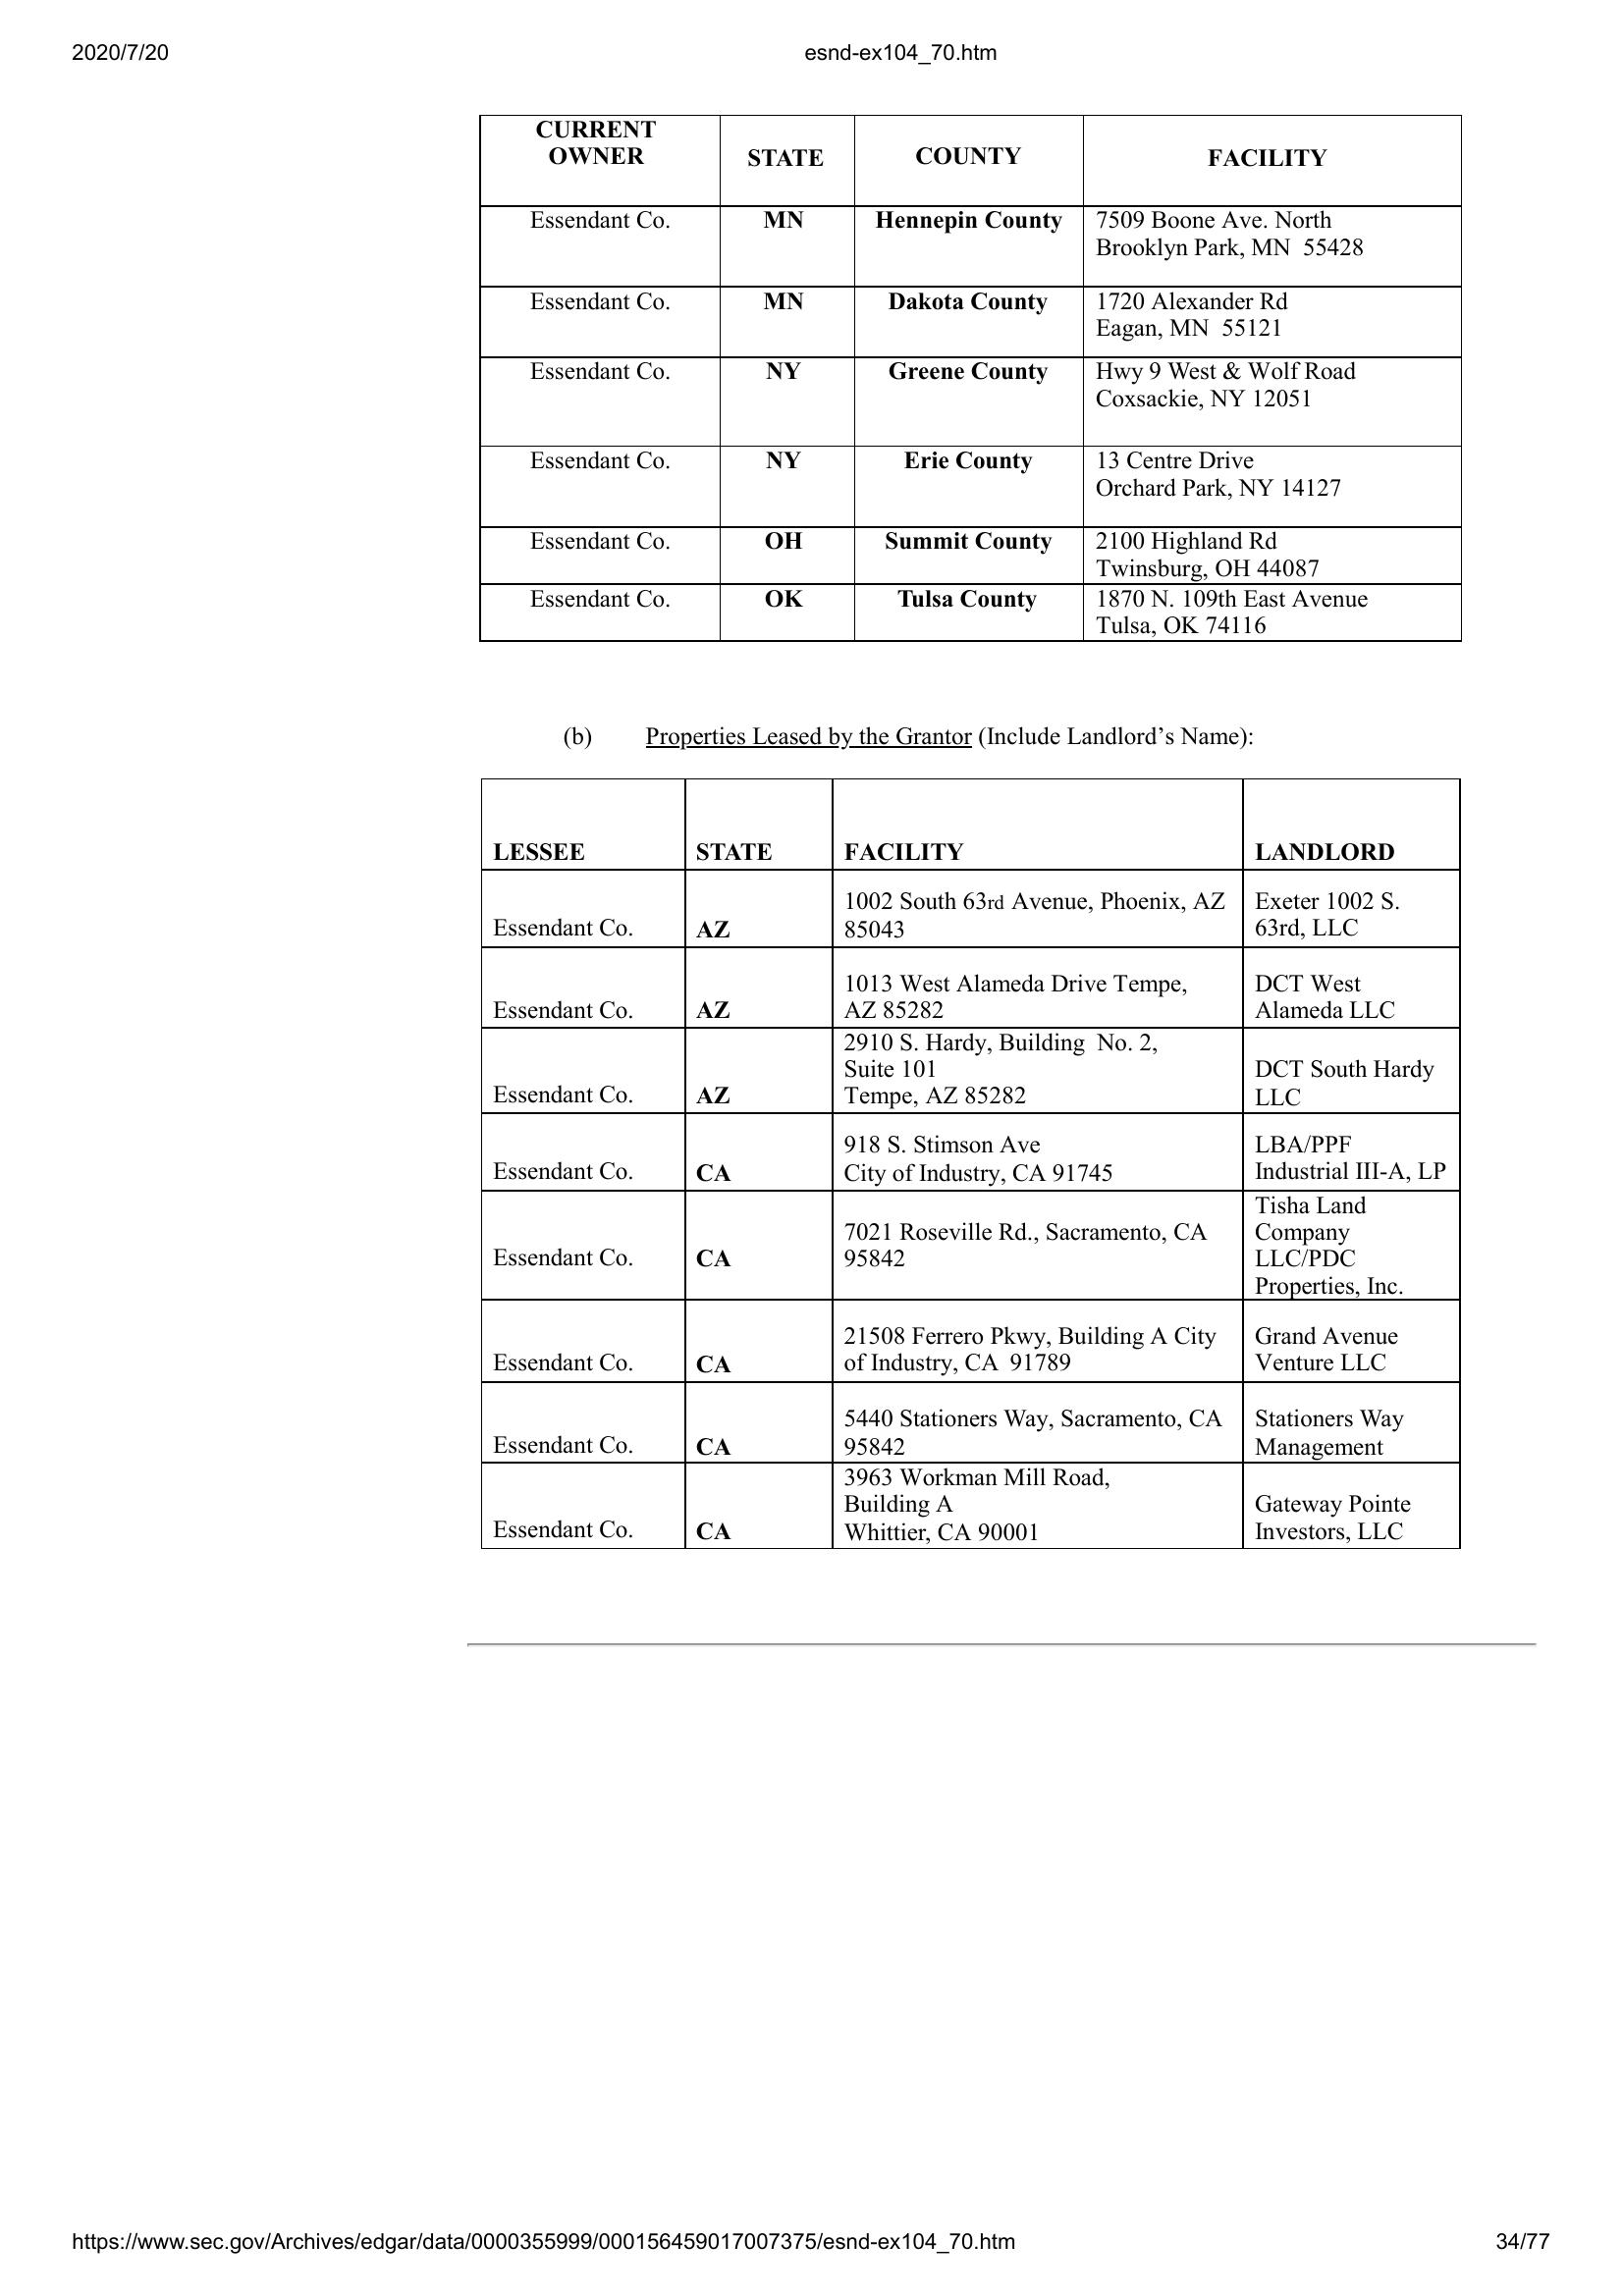 2020/7/20 esnd-ex104_70.htm
CURRENT
OWNER STATE COUNTY FACILITY
Essendant Co. MN Hennepin County 7509 Boone Ave. North
Brooklyn Park, MN  55428
Essendant Co. MN Dakota County 1720 Alexander Rd
Eagan, MN  55121
Essendant Co. NY Greene County Hwy 9 West & Wolf Road
Coxsackie, NY 12051
Essendant Co. NY Erie County 13 Centre Drive
Orchard Park, NY 14127
Essendant Co. OH Summit County 2100 Highland Rd
Twinsburg, OH 44087
Essendant Co. OK Tulsa County 1870 N. 109th East Avenue
Tulsa, OK 74116
(b) Properties Leased by the Grantor (Include Landlord’s Name):
LESSEE STATE FACILITY LANDLORD
1002 South 63rd Avenue, Phoenix, AZ Exeter 1002 S.
Essendant Co. AZ 85043 63rd, LLC
1013 West Alameda Drive Tempe, DCT West
Essendant Co. AZ AZ 85282 Alameda LLC
2910 S. Hardy, Building  No. 2,
Suite 101 DCT South Hardy
Essendant Co. AZ Tempe, AZ 85282 LLC
918 S. Stimson Ave LBA/PPF
Essendant Co. CA City of Industry, CA 91745 Industrial III-A, LP
Tisha Land
7021 Roseville Rd., Sacramento, CA Company
Essendant Co. CA 95842 LLC/PDC
Properties, Inc.
21508 Ferrero Pkwy, Building A City Grand Avenue
Essendant Co. CA of Industry, CA  91789 Venture LLC
5440 Stationers Way, Sacramento, CA Stationers Way
Essendant Co. CA 95842 Management
3963 Workman Mill Road,
Building A Gateway Pointe
Essendant Co. CA Whittier, CA 90001 Investors, LLC
https://www.sec.gov/Archives/edgar/data/0000355999/000156459017007375/esnd-ex104_70.htm 34/77